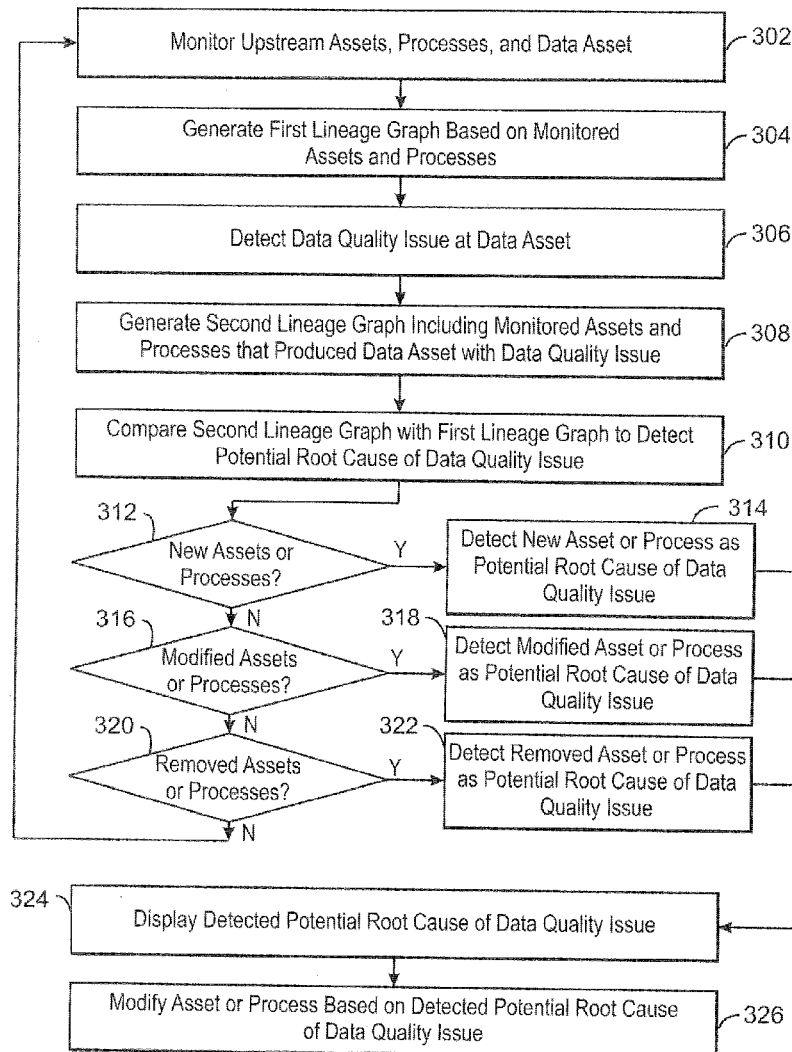 Monitor Upstream Assets, Processes, and Data Asset
302
Generate First Lineage Graph Based on Monitored
Assets and Processes
304
Detect Data Quality Issue at Data Asset
306
Generate Second Lineage Graph Including Monitored Assets and
Processes that Produced Data Asset with Data Quality Issue
308
Compare Second Lineage Graph with First Lineage Graph to Detect
Potential Root Cause of Data Quality Issue
310
312
New Assets or
Processes?
Y
N
314
Detect New Asset or Process as
Potential Root Cause of Data
Quality Issue
316
Modified Assets
or Processes?
Y
N
318
Detect Modified Asset or Process
as Potential Root Cause of Data
Quality Issue
320
Removed Assets
or Processes?
Y
N
322
Detect Removed Asset or Process
as Potential Root Cause of Data
Quality Issue
324
Display Detected Potential Root Cause of Data Quality Issue
Modify Asset or Process Based on Detected Potential Root Cause
of Data Quality Issue
326